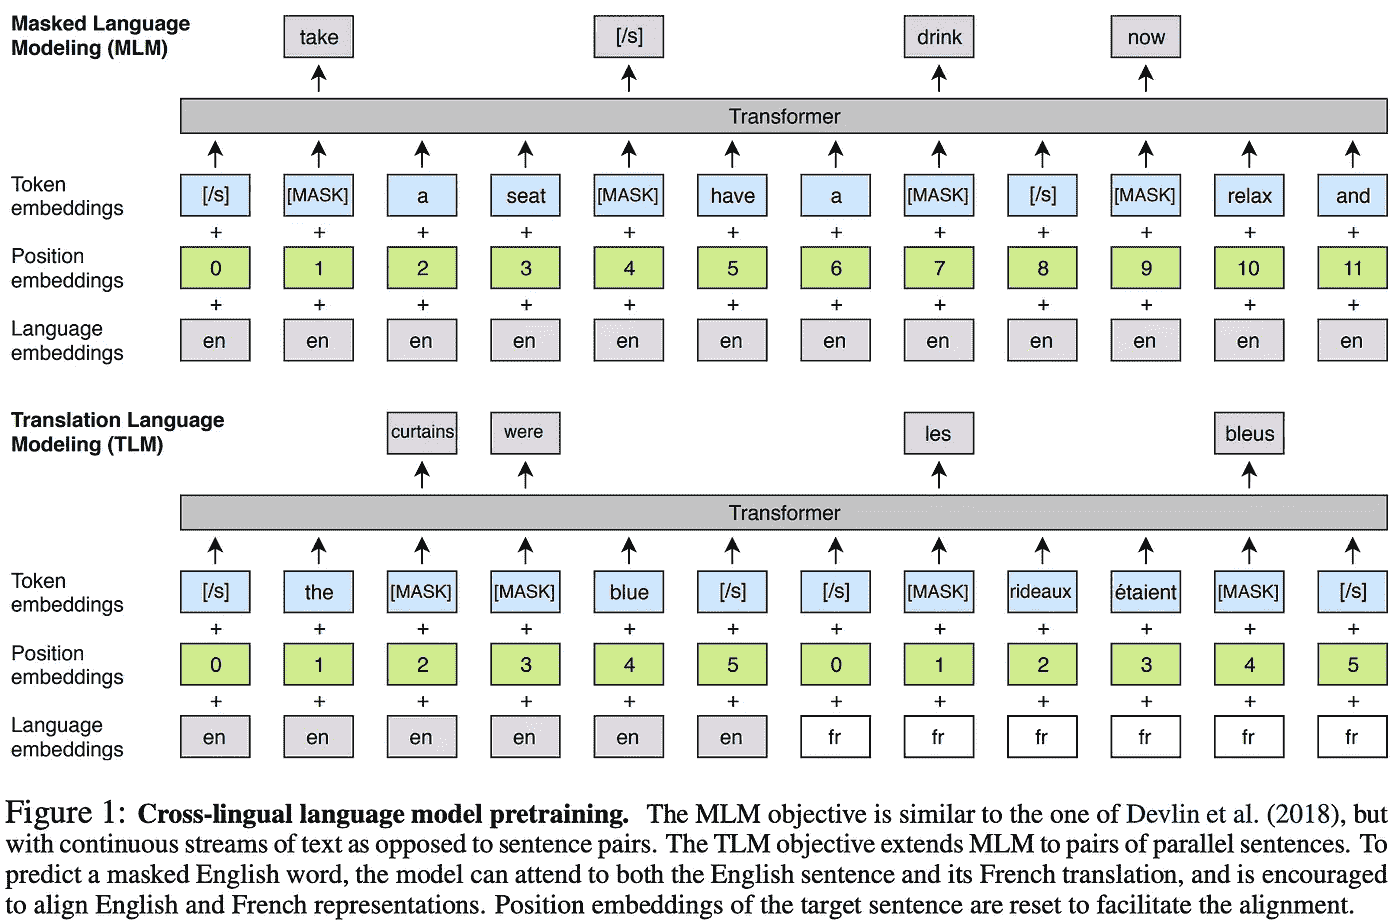 Masked Language
Modeling (MLM)
take [/s] drink now
Transformer
Token
embeddings
[/s] [MASK] a seat [MASK] have a [MASK] [/s] [MASK] relax and
+ + + + + + + + + + + +
Position
embeddings
0 1 2 3 4 5 6 7 8 9 10 11
+ + + + + + + + + + + +
Language
embeddings
en en en en en en en en en en en en
Translation Language
Modeling (TLM)
curtains were les bleus
Transformer
Token
embeddings
[/s] the [MASK] [MASK] blue [/s] [/s] [MASK] rideaux étaient [MASK] [/s]
+ + + + + + + + + + + +
Position
embeddings
0 1 2 3 4 5 0 1 2 3 4 5
+ + + + + + + + + + + +
Language
embeddings
en en en en en en fr fr fr fr fr fr
Figure 1: Cross-lingual language model pretraining. The MLM objective is similar to the one of Devlin et al. (2018), but
with continuous streams of text as opposed to sentence pairs. The TLM objective extends MLM to pairs of parallel sentences. To
predict a masked English word, the model can attend to both the English sentence and its French translation, and is encouraged
to align English and French representations. Position embeddings of the target sentence are reset to facilitate the alignment.